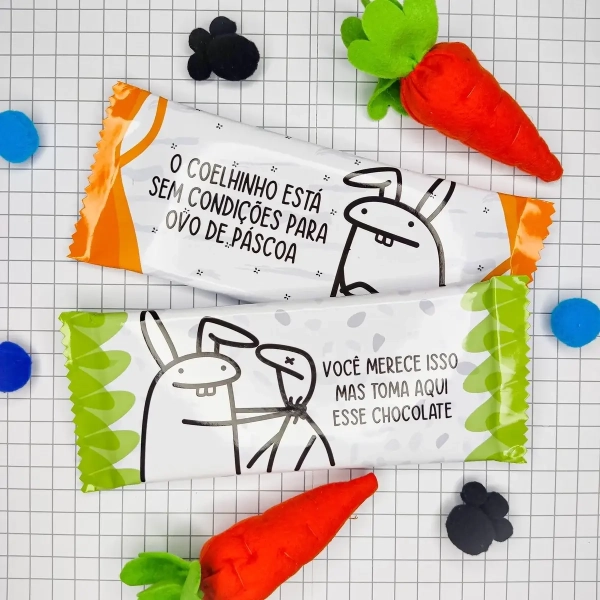 O COELHINHO ESTÁ
SEM CONDIÇÕES PARA
OVO DE PÁSCOA
VOCÊ MERECE ISSO
MAS TOMA AQUI
ESSE CHOCOLATE